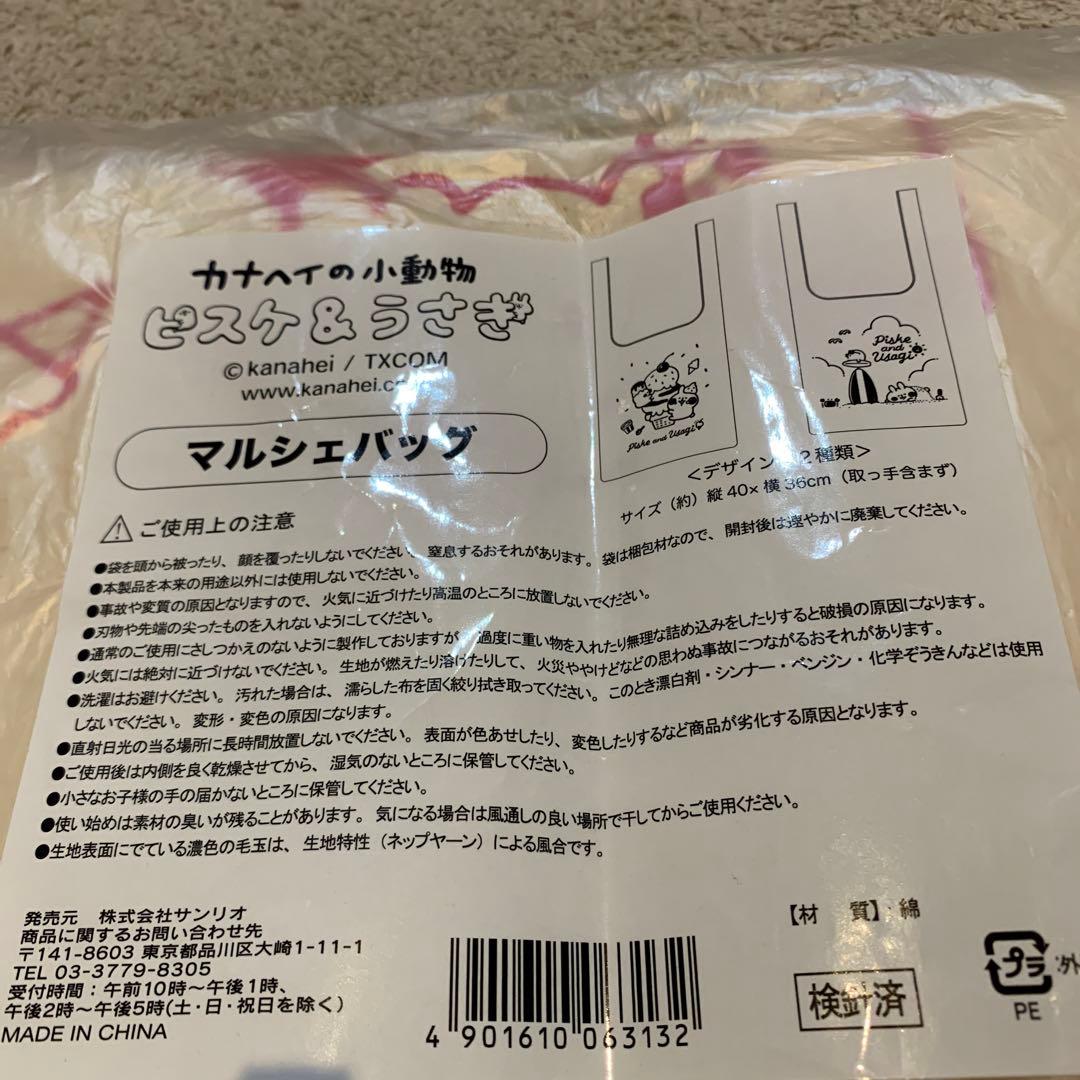 カナヘイの小動物
ピスケ&うさぎ
©kanahei / TXCOM
www.kanahei.c
マルシェバッグ
Piske and Usagi
Piske
and
Usagi
<デザイン 2種類>
サイズ(約)縦40×横36cm(取っ手含まず)
ご使用上の注意
●袋を頭から被ったり、顔を覆ったりしないでください。窒息するおそれがあります。袋は梱包材なので、開封後は速やかに廃棄してください。
●本製品を本来の用途以外には使用しないでください。
●事故や変質の原因となりますので、火気に近づけたり高温のところに放置しないでください。
●刃物や先端の尖ったものを入れないようにしてください。
●通常のご使用にさしつかえのないように製作しておりますが、過度に重い物を入れたり無理な詰め込みをしたりすると破損の原因になります。
●火気には絶対に近づけないでください。生地が燃えたり溶けたりして、火災ややけどなどの思わぬ事故につながるおそれがあります。
●洗濯はお避けください。汚れた場合は、濡らした布を固く絞り拭き取ってください。このとき漂白剤・シンナー・ベンジン・化学ぞうきんなどは使用
しないでください。変形・変色の原因になります。
●直射日光の当る場所に長時間放置しないでください。表面が色あせしたり、変色したりするなど商品が劣化する原因となります。
●ご使用後は内側を良く乾燥させてから、湿気のないところに保管してください。
●小さなお子様の手の届かないところに保管してください。
●使い始めは素材の臭いが残ることがあります。気になる場合は風通しの良い場所で干してからご使用ください。
●生地表面にでている濃色の毛玉は、生地特性(ネップヤーン)による風合です。
発売元 株式会社サンリオ
商品に関するお問い合わせ先
〒141-8603 東京都品川区大崎1-11-1
TEL 03-3779-8305
受付時間:午前10時〜午後1時、
午後2時〜午後5時(土・日・祝日を除く)
MADE IN CHINA
4 901610 063132
【材 質】綿
検針済
プラ
外
PE